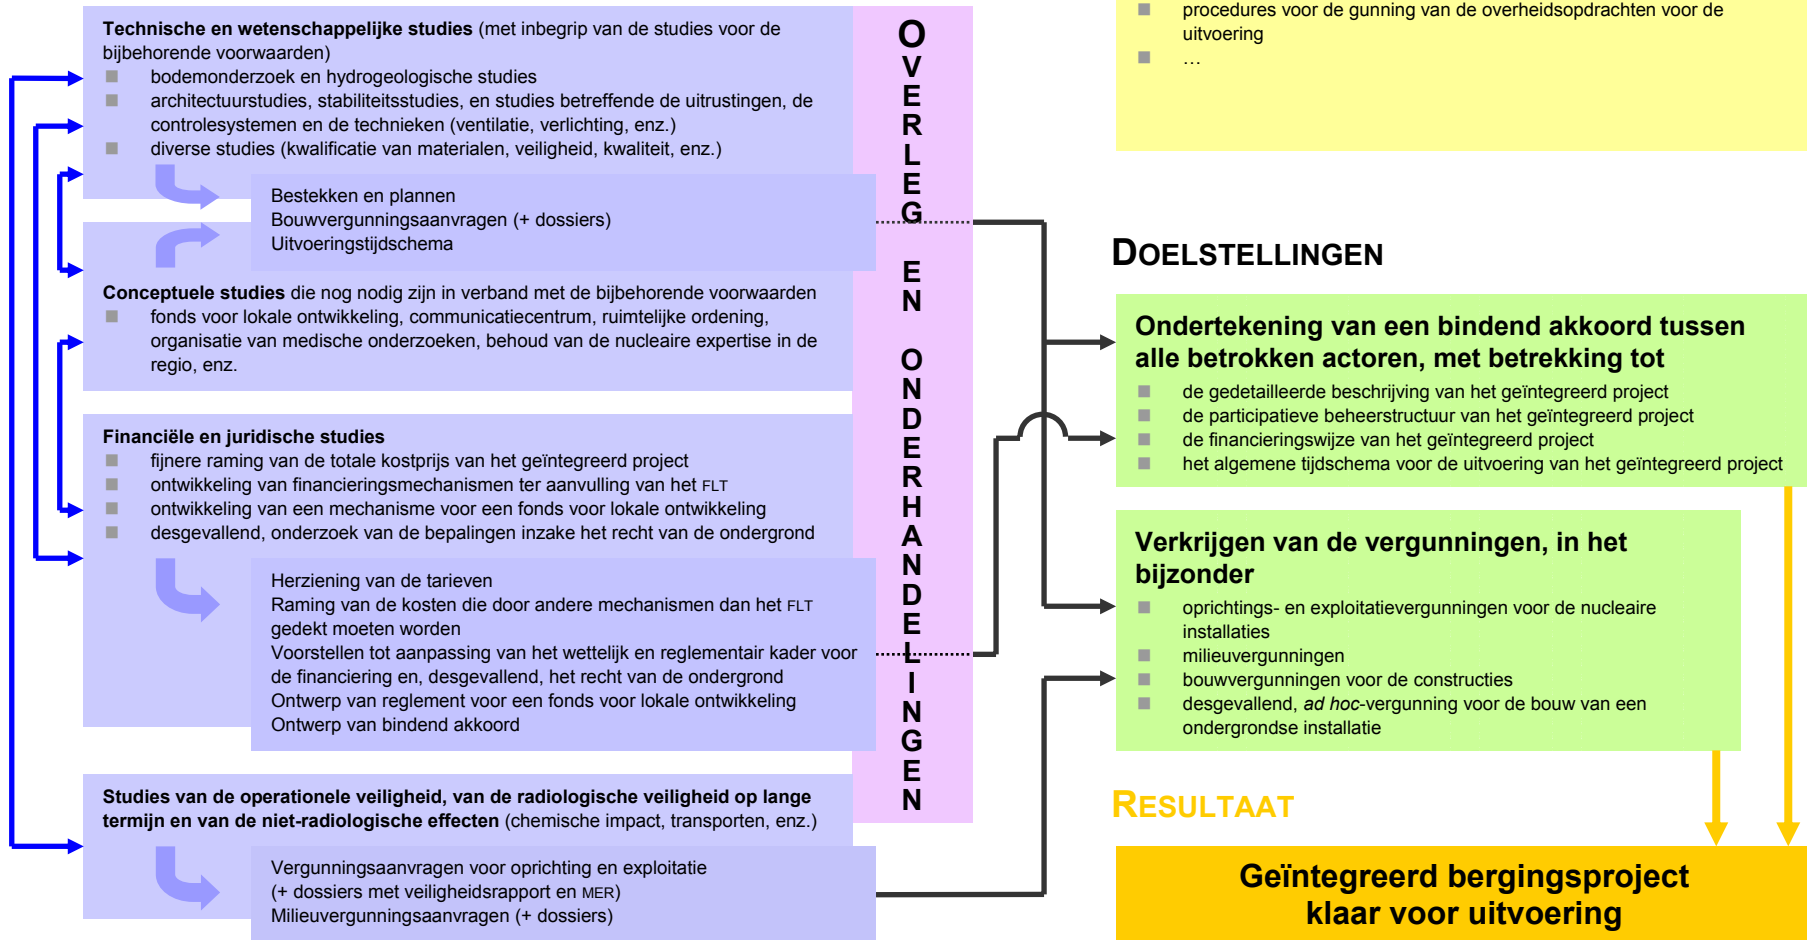 Technische en wetenschappelijke studies (met inbegrip van de studies voor de
bijbehorende voorwaarden)
bodemonderzoek en hydrogeologische studies
architectuurstudies, stabiliteitsstudies, en studies betreffende de uitrustingen, de
controlesystemen en de technieken (ventilatie, verlichting, enz.)
diverse studies (kwalificatie van materialen, veiligheid, kwaliteit, enz.)
Bestekken en plannen
Bouwvergunningsaanvragen (+ dossiers)
Uitvoeringstijdschema
Conceptuele studies die nog nodig zijn in verband met de bijbehorende voorwaarden
fonds voor lokale ontwikkeling, communicatiecentrum, ruimtelijke ordening,
organisatie van medische onderzoeken, behoud van de nucleaire expertise in de
regio, enz.
Financiële en juridische studies
fijnere raming van de totale kostprijs van het geïntegreerd project
ontwikkeling van financieringsmechanismen ter aanvulling van het FLT
ontwikkeling van een mechanisme voor een fonds voor lokale ontwikkeling
desgevallend, onderzoek van de bepalingen inzake het recht van de ondergrond
Herziening van de tarieven
Raming van de kosten die door andere mechanismen dan het FLT
gedekt moeten worden
Voorstellen tot aanpassing van het wettelijk en reglementair kader voor
de financiering en, desgevallend, het recht van de ondergrond
Ontwerp van reglement voor een fonds voor lokale ontwikkeling
Ontwerp van bindend akkoord
Studies van de operationele veiligheid, van de radiologische veiligheid op lange
termijn en van de niet-radiologische effecten (chemische impact, transporten, enz.)
Vergunningsaanvragen voor oprichting en exploitatie
(+ dossiers met veiligheidsrapport en MER)
Milieuvergunningsaanvragen (+ dossiers)
OVERLEG EN ONDERHANDELINGEN
procedures voor de gunning van de overheidsopdrachten voor de
uitvoering
…
DOELSTELLINGEN
Ondertekening van een bindend akkoord tussen
alle betrokken actoren, met betrekking tot
de gedetailleerde beschrijving van het geïntegreerd project
de participatieve beheerstructuur van het geïntegreerd project
de financieringswijze van het geïntegreerd project
het algemene tijdschema voor de uitvoering van het geïntegreerd project
Verkrijgen van de vergunningen, in het
bijzonder
oprichtings- en exploitatievergunningen voor de nucleaire
installaties
milieuvergunningen
bouwvergunningen voor de constructies
desgevallend, ad hoc-vergunning voor de bouw van een
ondergrondse installatie
RESULTAAT
Geïntegreerd bergingsproject
klaar voor uitvoering